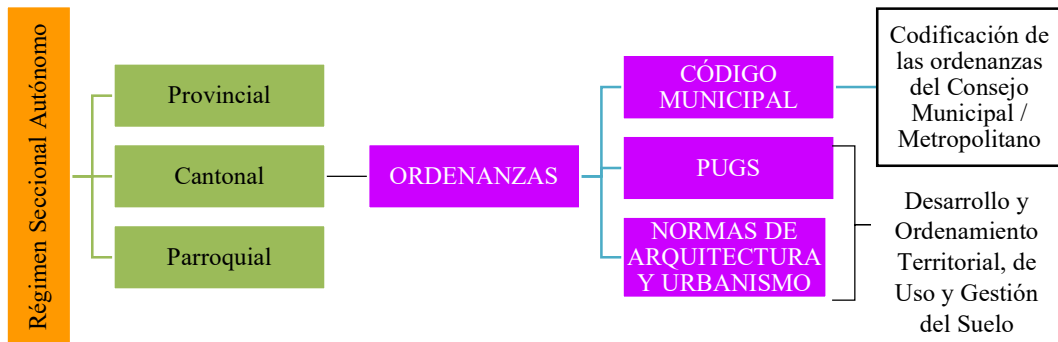 Régimen Seccional Autónomo
Provincial
Cantonal
Parroquial
ORDENANZAS
CÓDIGO
MUNICIPAL
PUGS
NORMAS DE
ARQUITECTURA
Y URBANISMO
Codificación de
las ordenanzas
del Consejo
Municipal /
Metropolitano
Desarrollo y
Ordenamiento
Territorial, de
Uso y Gestión
del Suelo